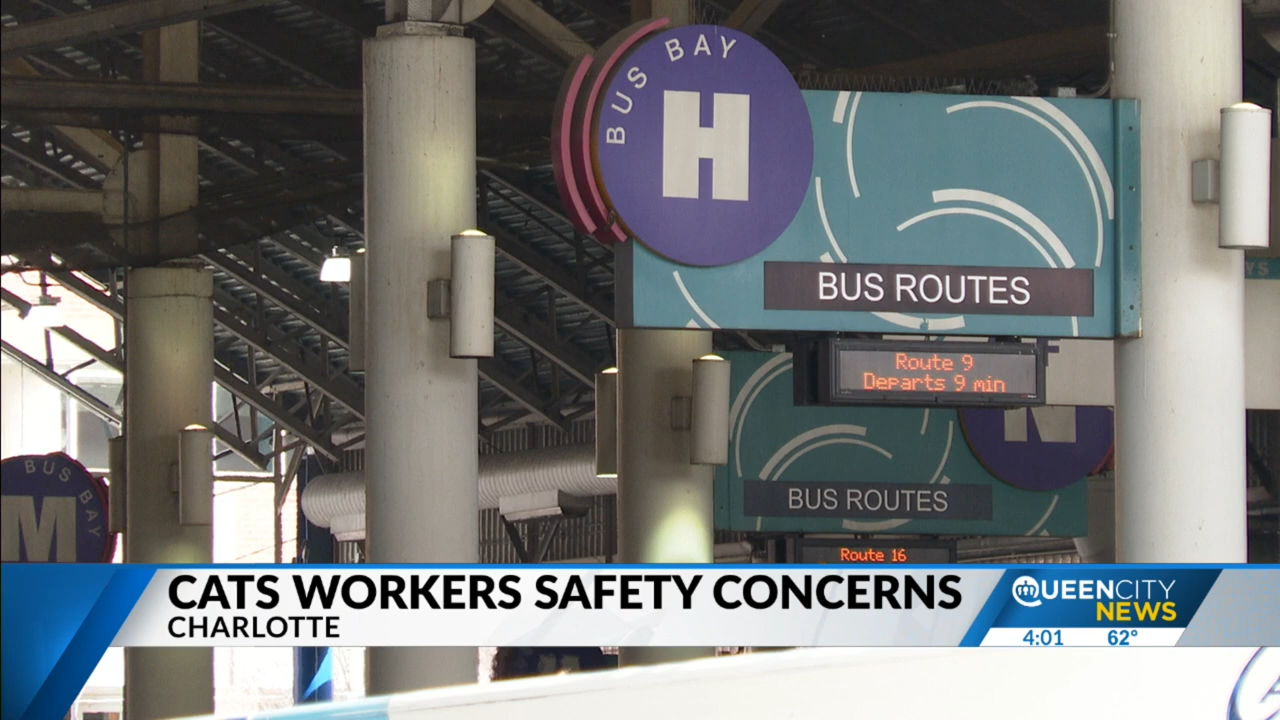 BUS BAY
H
BUS ROUTES
Route 9
Departs 9 min
N
BUS ROUTES
Route 16
BUS BAY
M
CATS WORKERS SAFETY CONCERNS
CHARLOTTE
QUEEN CITY
NEWS
4:01 62°